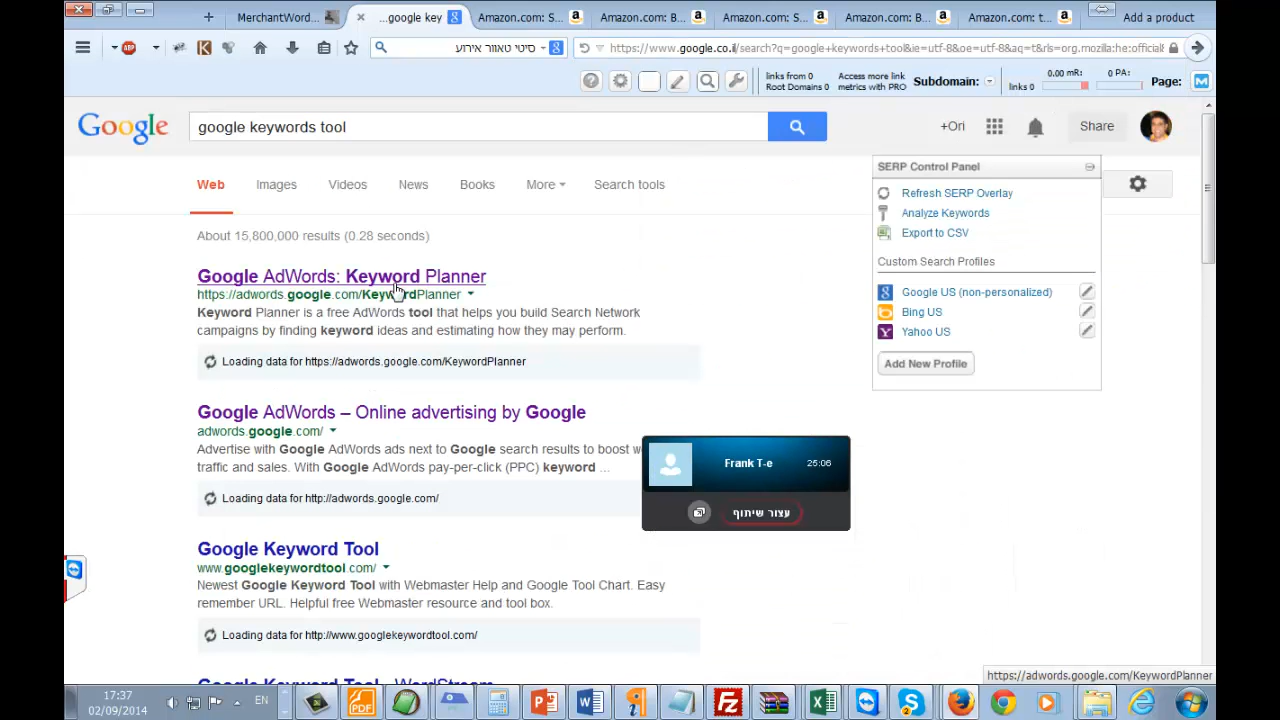 MerchantWord...
...google key
Amazon.com: S...
Amazon.com: B...
Amazon.com: S...
Amazon.com: B...
Amazon.com: t...
Add a product
ABP
K
סיטי טאוור אירוע
https://www.google.co.il/search?q=google+keywords+tool&ie=utf-8&oe=utf-8&aq=t&rls=org.mozilla:he:official
links from 0
Root Domains 0
Access more link
metrics with PRO
Subdomain:
0.00 mR:
links 0
0 PA:
Page:
M
Google
google keywords tool
+Ori
Share
SERP Control Panel
Web
Images
Videos
News
Books
More
Search tools
Refresh SERP Overlay
Analyze Keywords
Export to CSV
About 15,800,000 results (0.28 seconds)
Custom Search Profiles
Google US (non-personalized)
Bing US
Yahoo US
Add New Profile
Google AdWords: Keyword Planner
https://adwords.google.com/KeywordPlanner
Keyword Planner is a free AdWords tool that helps you build Search Network
campaigns by finding keyword ideas and estimating how they may perform.
Loading data for https://adwords.google.com/KeywordPlanner
Google AdWords – Online advertising by Google
adwords.google.com/
Advertise with Google AdWords ads next to Google search results to boost w
traffic and sales. With Google AdWords pay-per-click (PPC) keyword ...
Loading data for http://adwords.google.com/
Frank T-e
25:06
עצור שיתוף
Google Keyword Tool
www.googlekeywordtool.com/
Newest Google Keyword Tool with Webmaster Help and Google Tool Chart. Easy
remember URL. Helpful free Webmaster resource and tool box.
Loading data for http://www.googlekeywordtool.com/
Google Keyword Tool - WordStream
https://adwords.google.com/KeywordPlanner
17:37
02/09/2014
EN
PDF